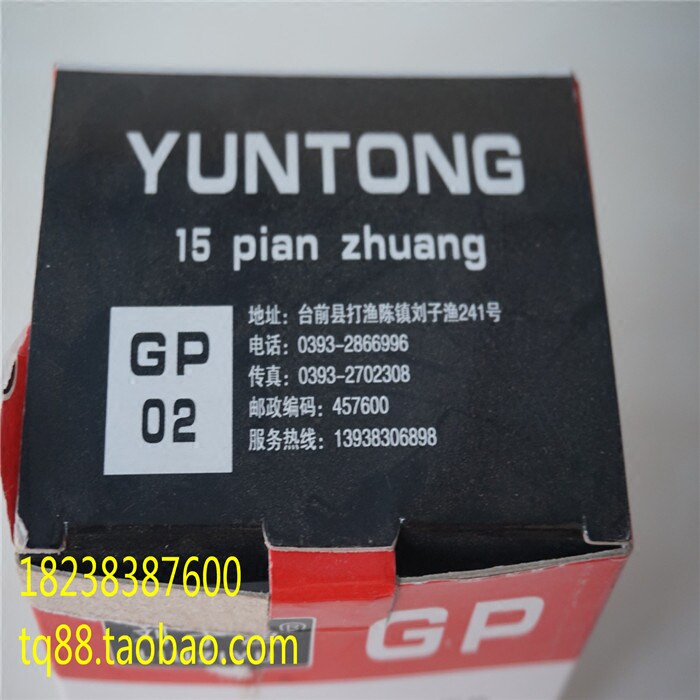 YUNTONG
15 pian zhuang
GP
02
地址：台前县打渔陈镇刘子渔241号
电话：0393-2866996
传真：0393-2702308
邮政编码：457600
服务热线：13938306898
18238387600
®
GP
tq88.taobao.com